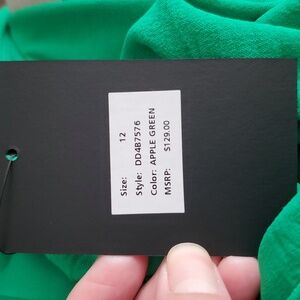 Size: 12
Style: DD4B7576
Color: APPLE GREEN
MSRP: $129.00